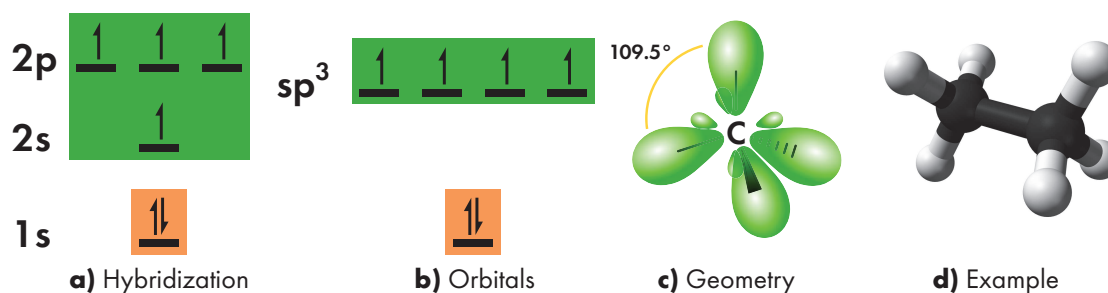 2p
2s
1s
a) Hybridization
sp³
b) Orbitals
109.5°
C
c) Geometry
d) Example